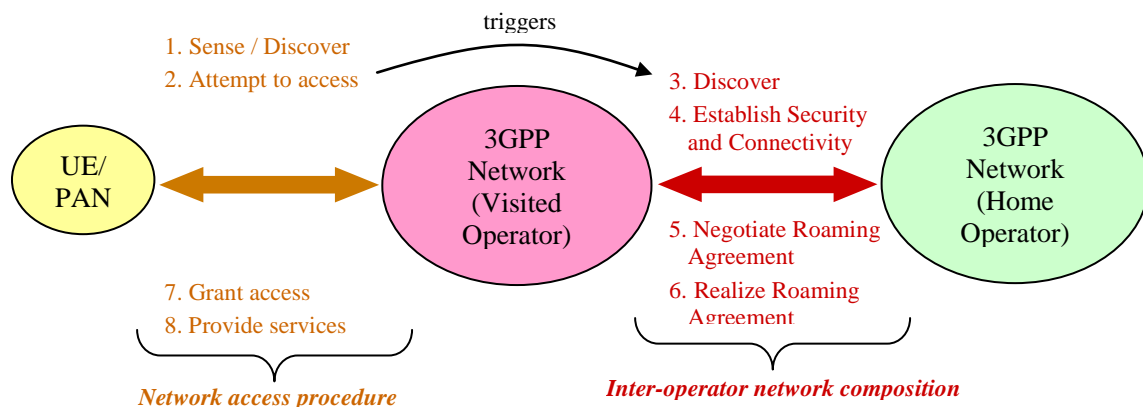 triggers
1. Sense / Discover
2. Attempt to access
3. Discover
4. Establish Security
and Connectivity
UE/
PAN
3GPP
Network
(Visited
Operator)
3GPP
Network
(Home
Operator)
5. Negotiate Roaming
Agreement
6. Realize Roaming
Agreement
7. Grant access
8. Provide services
Network access procedure
Inter-operator network composition